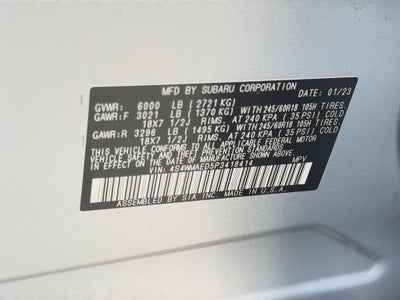 MFD BY SUBARU CORPORATION DATE: 01/23
GVWR: 6000 LB (2721 KG)
GAWR:F 3021 LB (1370 KG) WITH 245/60R18 105H TIRES.
18X7 1/2J RIMS. AT 240 KPA (35 PSI) COLD
GAWR:R 3296 LB (1495 KG) WITH 245/60R18 105H TIRES.
18X7 1/2J RIMS. AT 240 KPA (35 PSI) COLD
THIS VEHICLE CONFORMS TO ALL APPLICABLE FEDERAL MOTOR
VEHICLE SAFETY STANDARDS
IN EFFECT ON THE DATE OF MANUFACTURE SHOWN ABOVE.
VIN: 4S4WMAED5P3418414 MPV
ASSEMBLED BY SIA INC. MADE IN U.S.A.